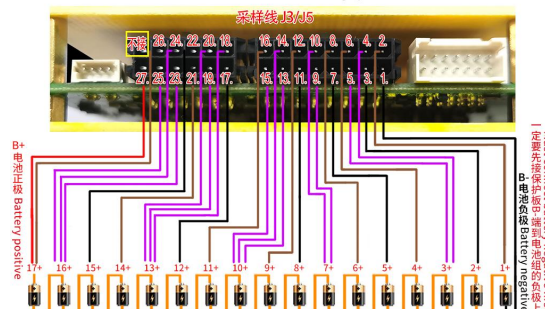 采样线 J3/J5
不接 26. 24. 22. 20. 18. 16. 14. 12. 10. 8. 6. 4. 2.
27. 25. 23. 21. 19. 17. 15. 13. 11. 9. 7. 5. 3. 1.
B+ 电池正极 Battery positive
B- 电池负极 Battery negative
一定要先接保护板B-端到电池组的负极上
17+ 16+ 15+ 14+ 13+ 12+ 11+ 10+ 9+ 8+ 7+ 6+ 5+ 4+ 3+ 2+ 1+